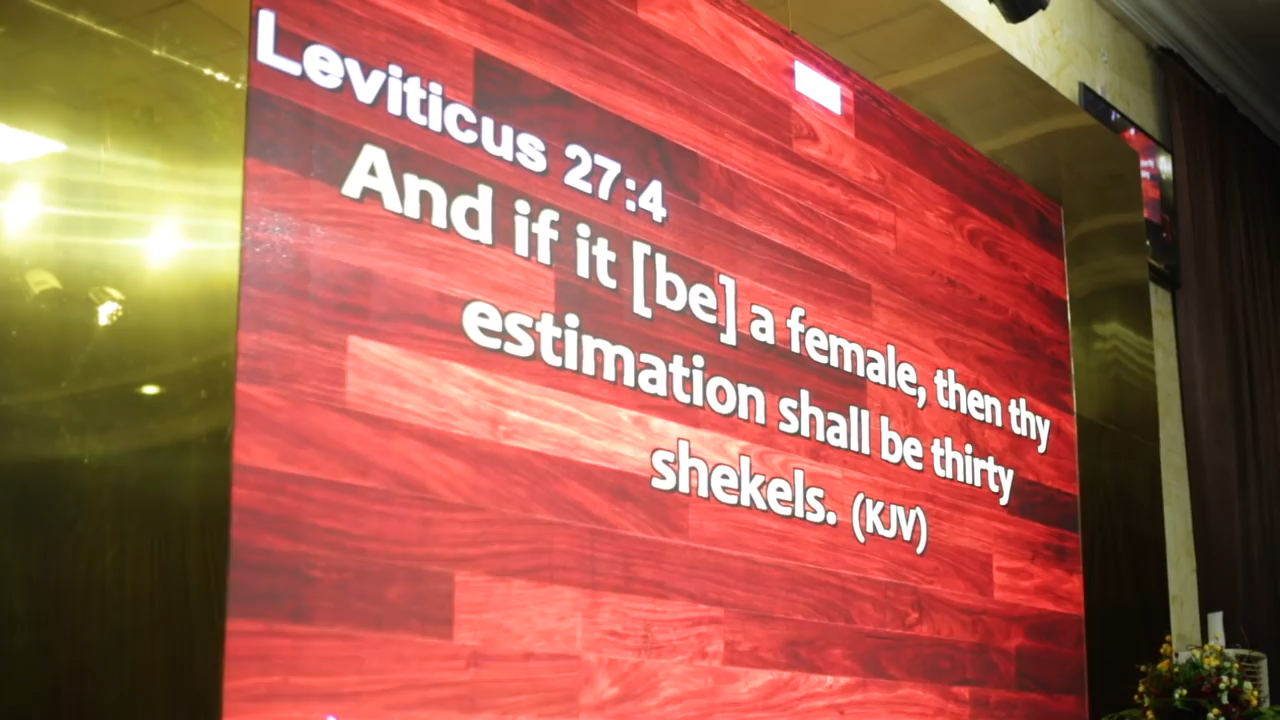 Leviticus 27:4
And if it [be] a female, then thy
estimation shall be thirty
shekels. (KJV)